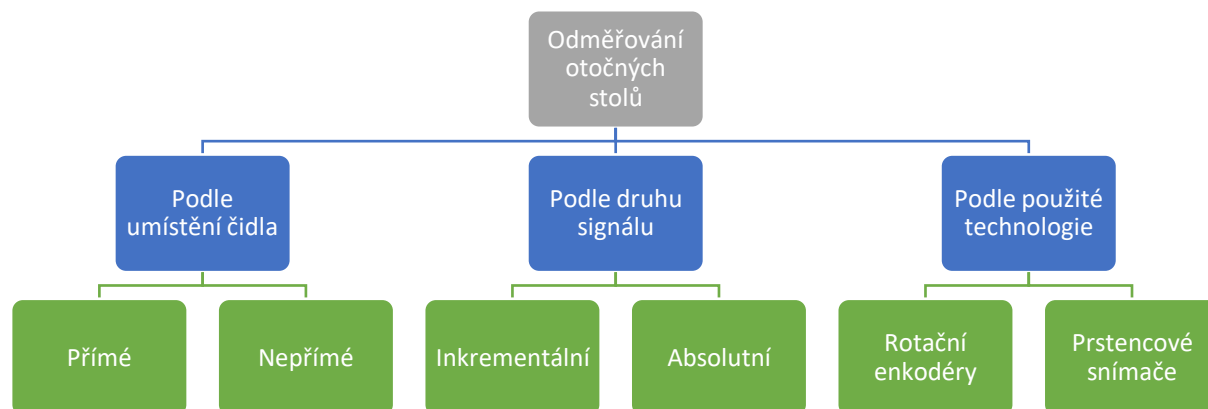 Odměřování
otočných
stolů
Podle
umístění čidla
Podle druhu
signálu
Podle použité
technologie
Přímé
Nepřímé
Inkrementální
Absolutní
Rotační
enkodéry
Prstencové
snímače